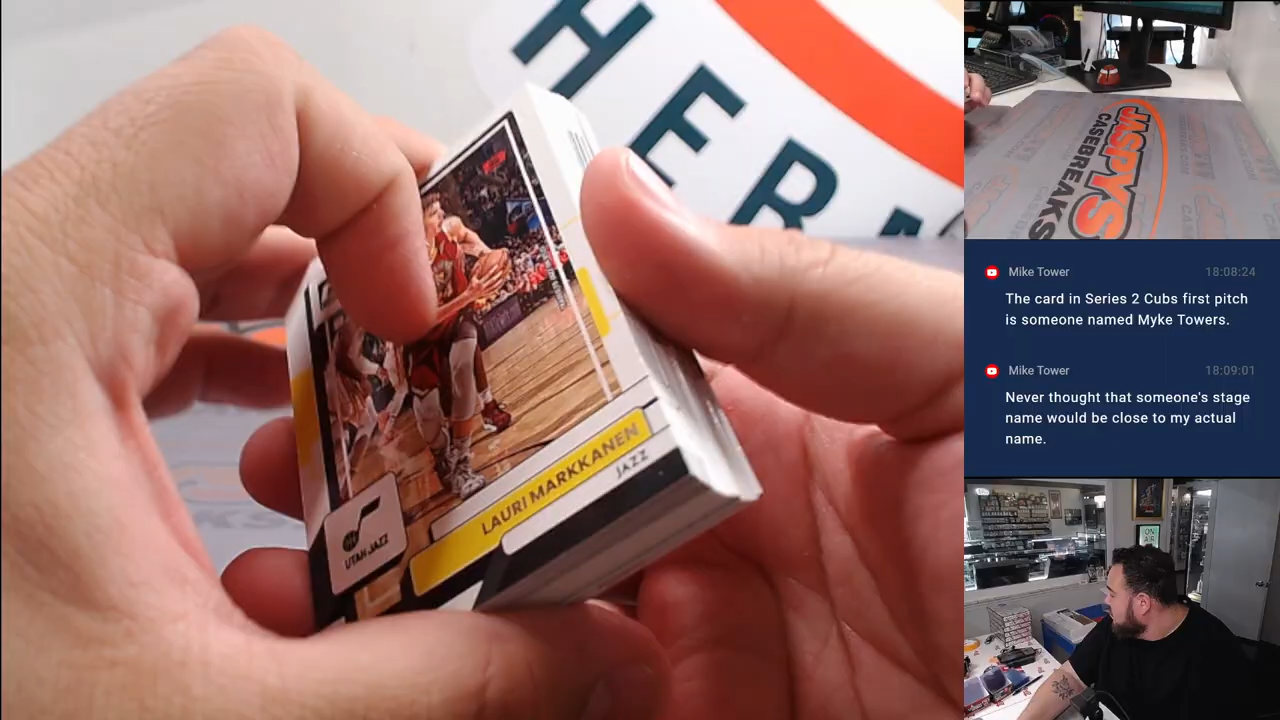 HER
LAURI MARKKANEN
JAZZ
UTAH JAZZ
JASPYS
CASEBREAKS
Mike Tower
18:08:24
The card in Series 2 Cubs first pitch
is someone named Myke Towers.
Mike Tower
18:09:01
Never thought that someone's stage
name would be close to my actual
name.
ON
AIR